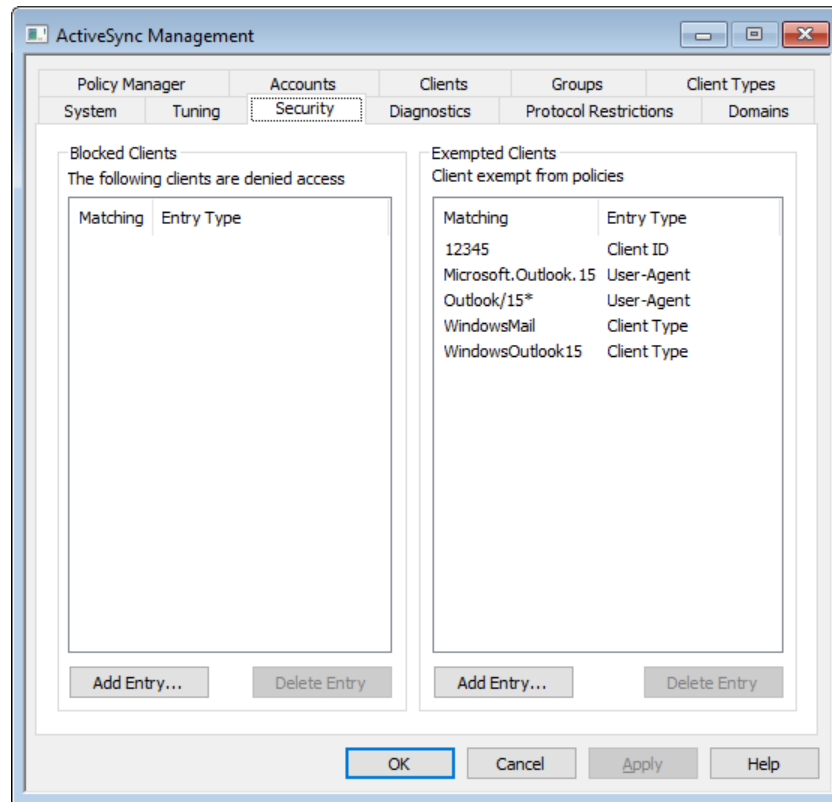 ActiveSync Management
Policy Manager Accounts Clients Groups Client Types
System Tuning Security Diagnostics Protocol Restrictions Domains
Blocked Clients
The following clients are denied access
Matching Entry Type
Add Entry... Delete Entry
Exempted Clients
Client exempt from policies
Matching Entry Type
12345 Client ID
Microsoft.Outlook.15 User-Agent
Outlook/15* User-Agent
WindowsMail Client Type
WindowsOutlook15 Client Type
Add Entry... Delete Entry
OK Cancel Apply Help